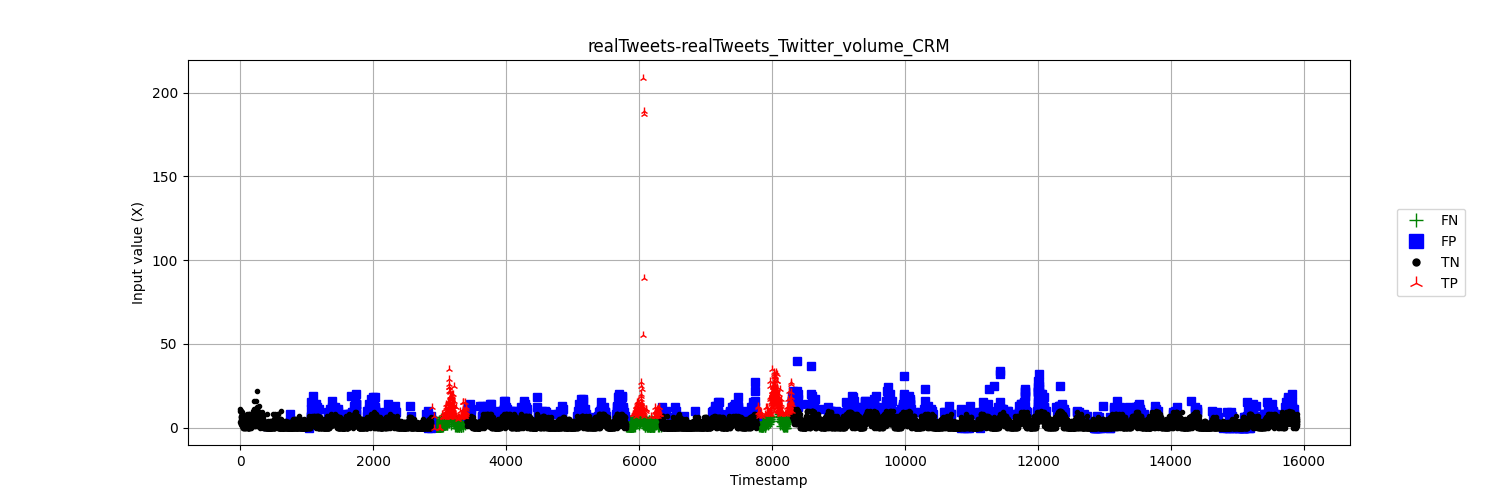 realTweets-realTweets_Twitter_volume_CRM
200
150
100
50
0
Input value (X)
0 2000 4000 6000 8000 10000 12000 14000 16000
Timestamp
FN
FP
TN
TP